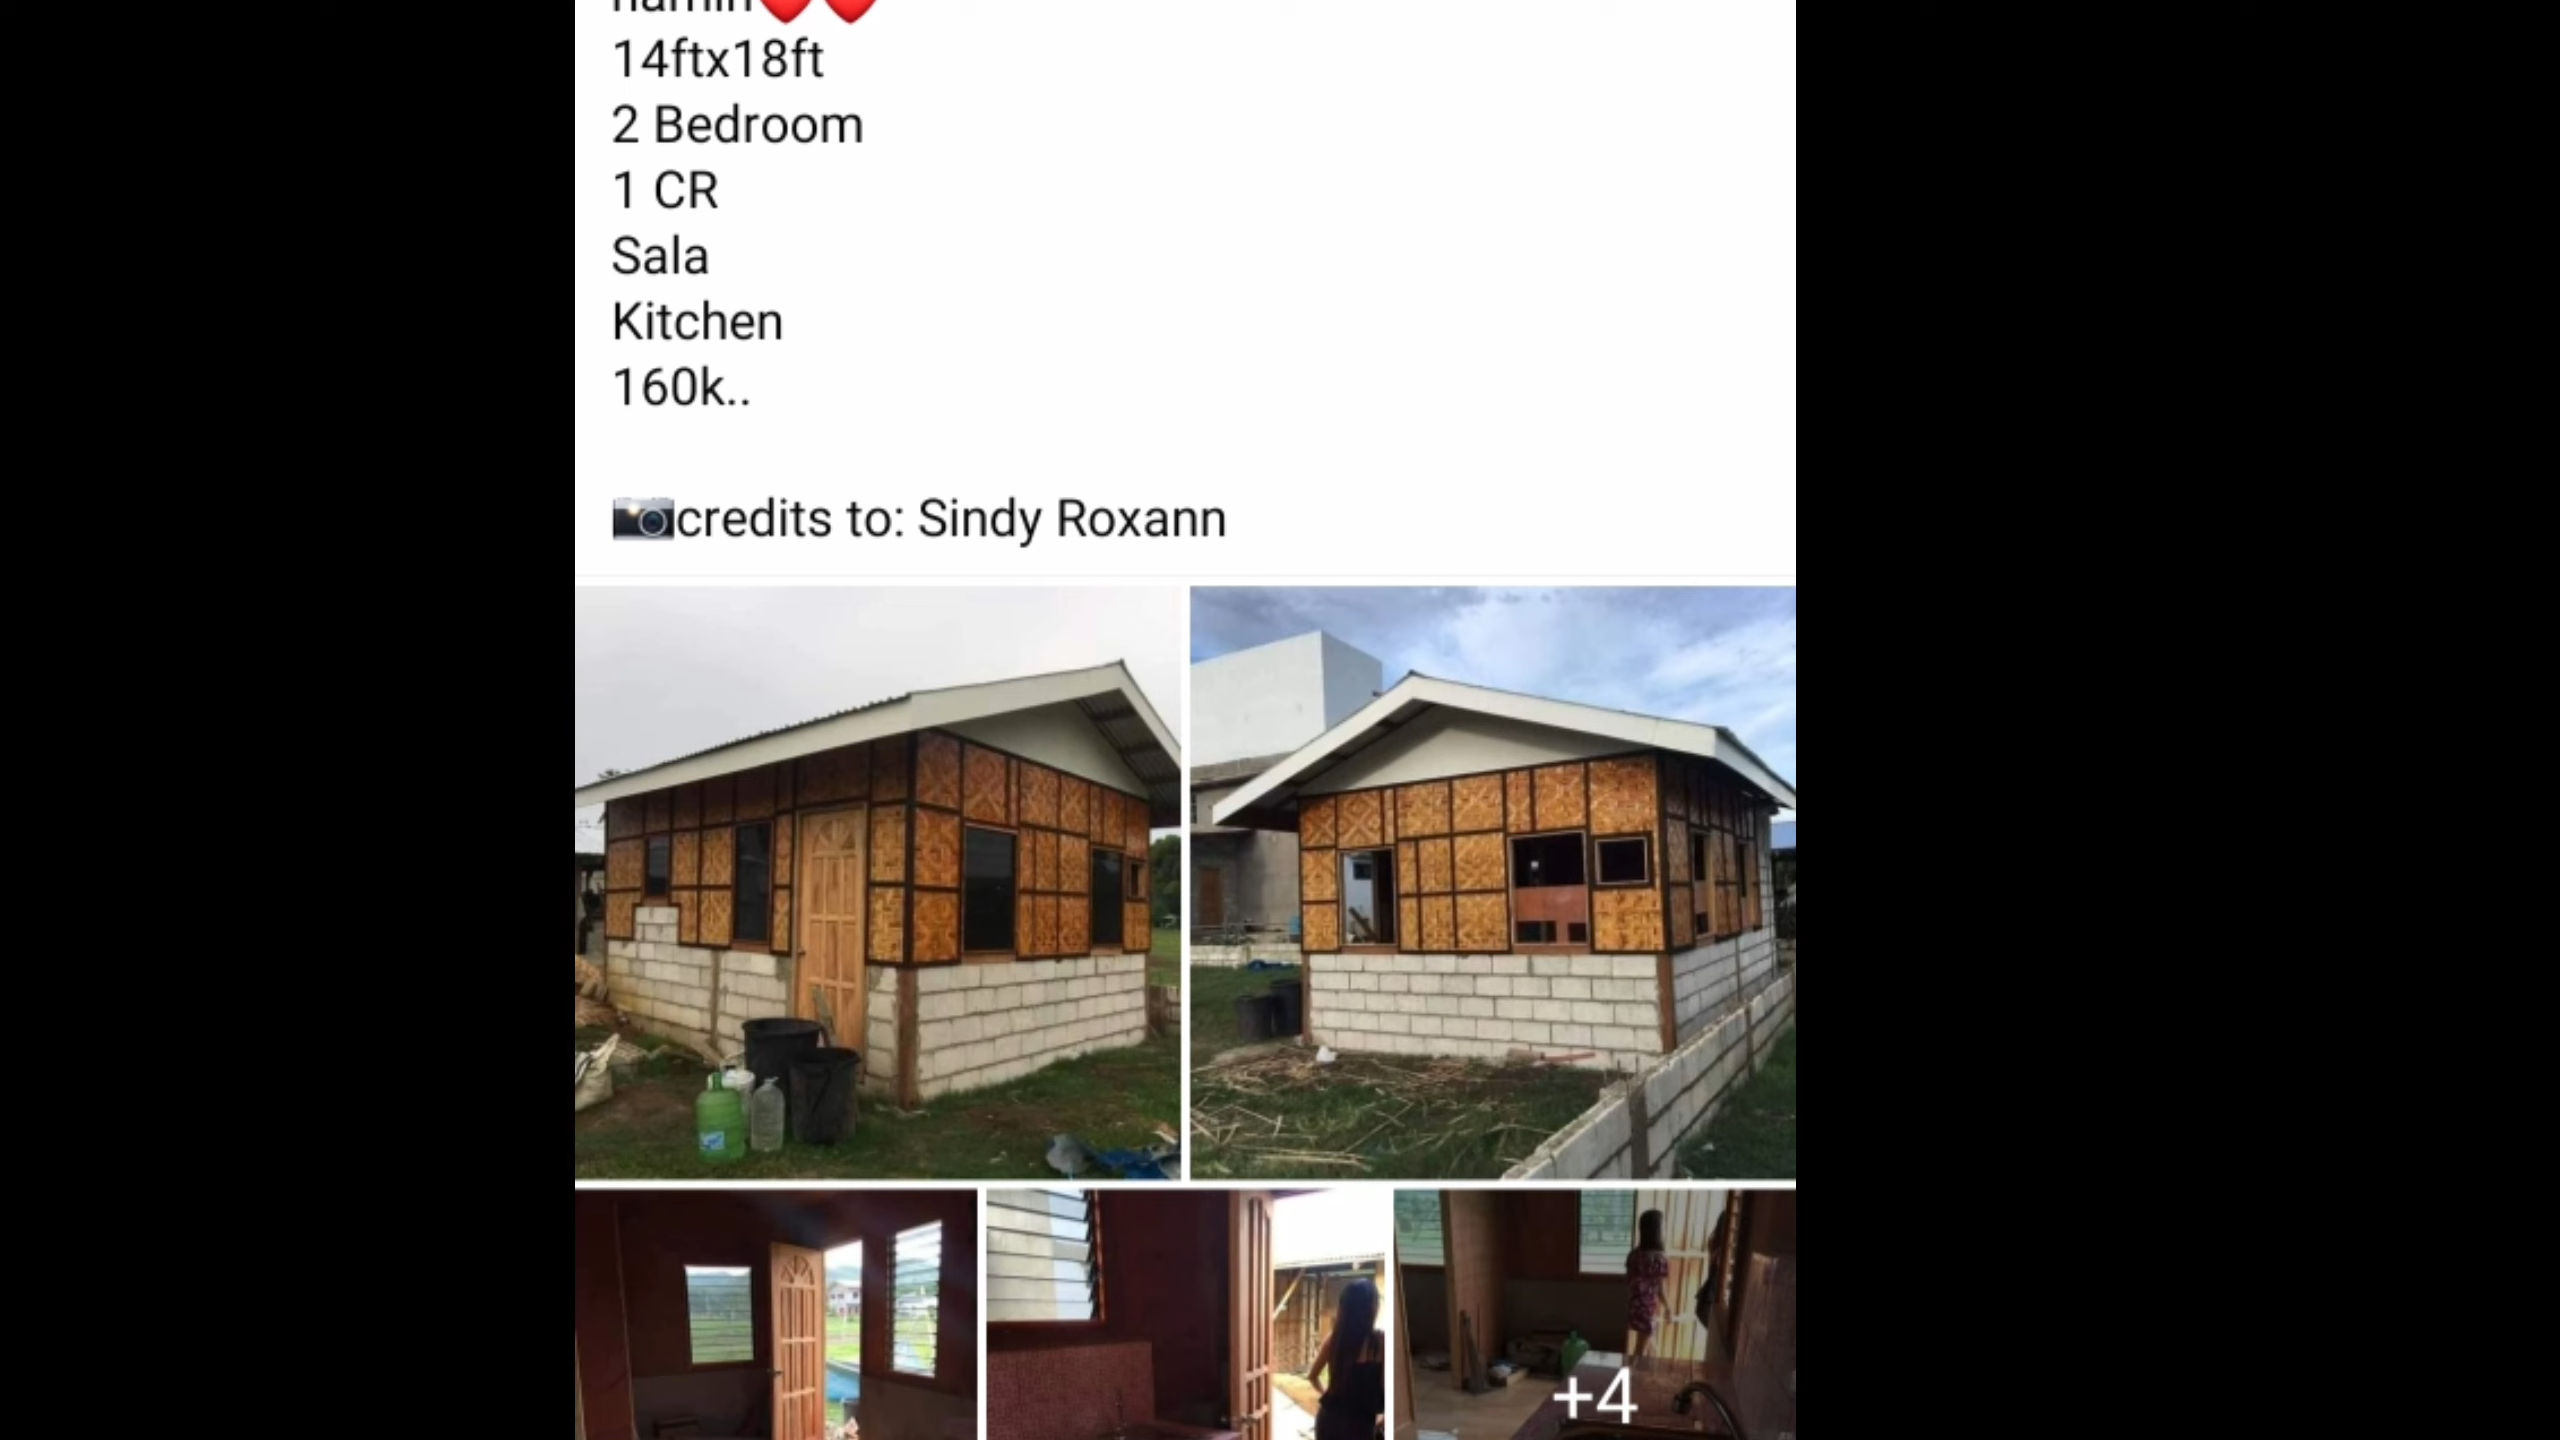 14ftx18ft
2 Bedroom
1 CR
Sala
Kitchen
160k..
credits to: Sindy Roxann
+4